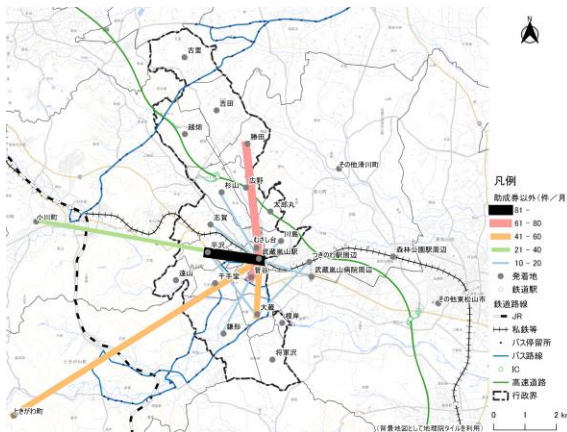 N
古里
吉田
越畑
勝田
その他滑川町
広野
杉山
太郎丸
小川町
志賀
川島
むさし台
平沢
武蔵嵐山駅
つきのわ駅周辺
森林公園駅周辺
遠山
千手堂
菅谷
武蔵嵐山病院周辺
大蔵
その他東松山市
鎌形
根岸
将軍沢
ときがわ町
ときがわ町
凡例
助成券以外(件/月
81 -
61 - 80
41 - 60
21 - 40
10 - 20
発着地
鉄道駅
鉄道路線
JR
私鉄等
バス停留所
バス路線
IC
高速道路
行政界
0 1 2 k
(背景地図として地理院タイルを利用)